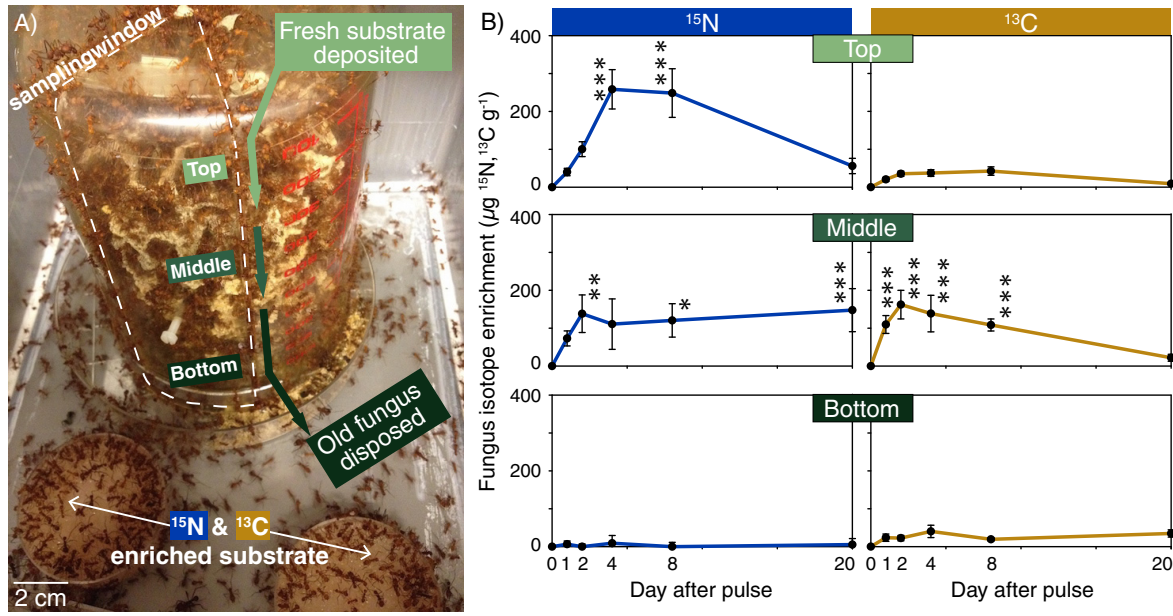 A)
samplingwindow
Fresh substrate
deposited
Top
Middle
Bottom
Old fungus
disposed
15N & 13C
enriched substrate
2 cm
B)
15N
13C
Fungus isotope enrichment (µg 15N,13C g-1)
Top
400
200
0
***
***
Middle
400
200
0
**
*
***
***
***
***
***
Bottom
400
200
0
0 1 2 4 8 20
0 1 2 4 8 20
Day after pulse
Day after pulse